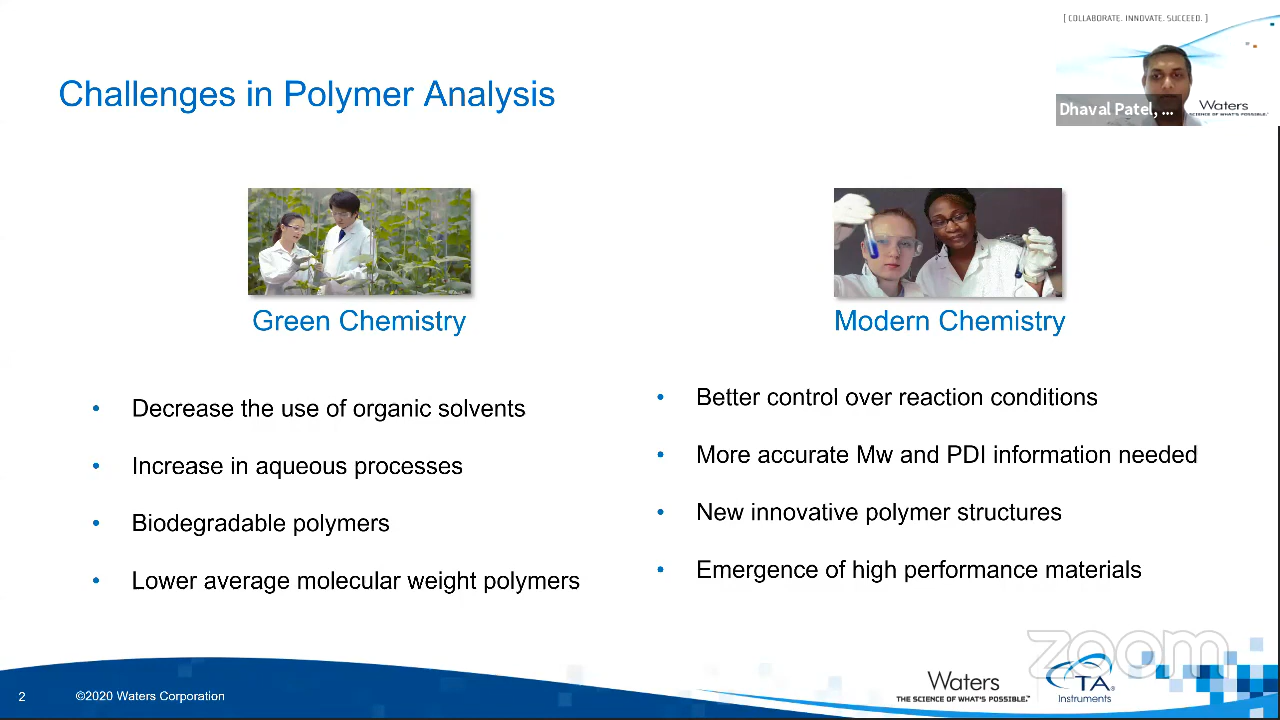 [ COLLABORATE. INNOVATE. SUCCEED. ]
Challenges in Polymer Analysis
Dhaval Patel, ...
Waters
SCIENCE OF WHAT'S POSSIBLE.™
Green Chemistry
• Decrease the use of organic solvents
• Increase in aqueous processes
• Biodegradable polymers
• Lower average molecular weight polymers
Modern Chemistry
• Better control over reaction conditions
• More accurate Mw and PDI information needed
• New innovative polymer structures
• Emergence of high performance materials
zoom
2
©2020 Waters Corporation
Waters
THE SCIENCE OF WHAT'S POSSIBLE.™
TA®
Instruments